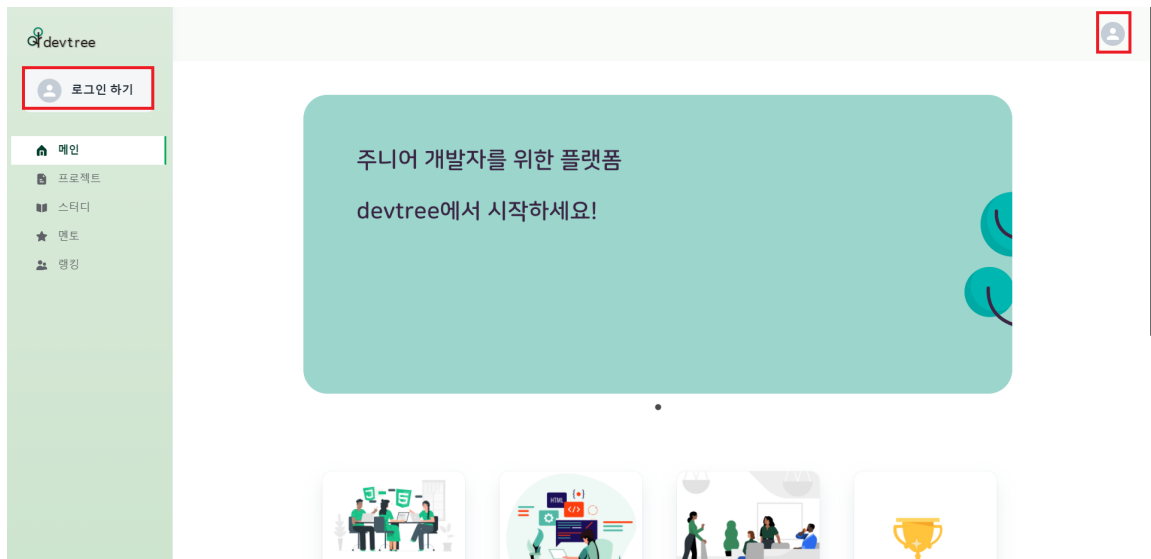 devtree
로그인 하기
메인
프로젝트
스터디
멘토
랭킹
주니어 개발자를 위한 플랫폼
devtree에서 시작하세요!
J-S
HTML